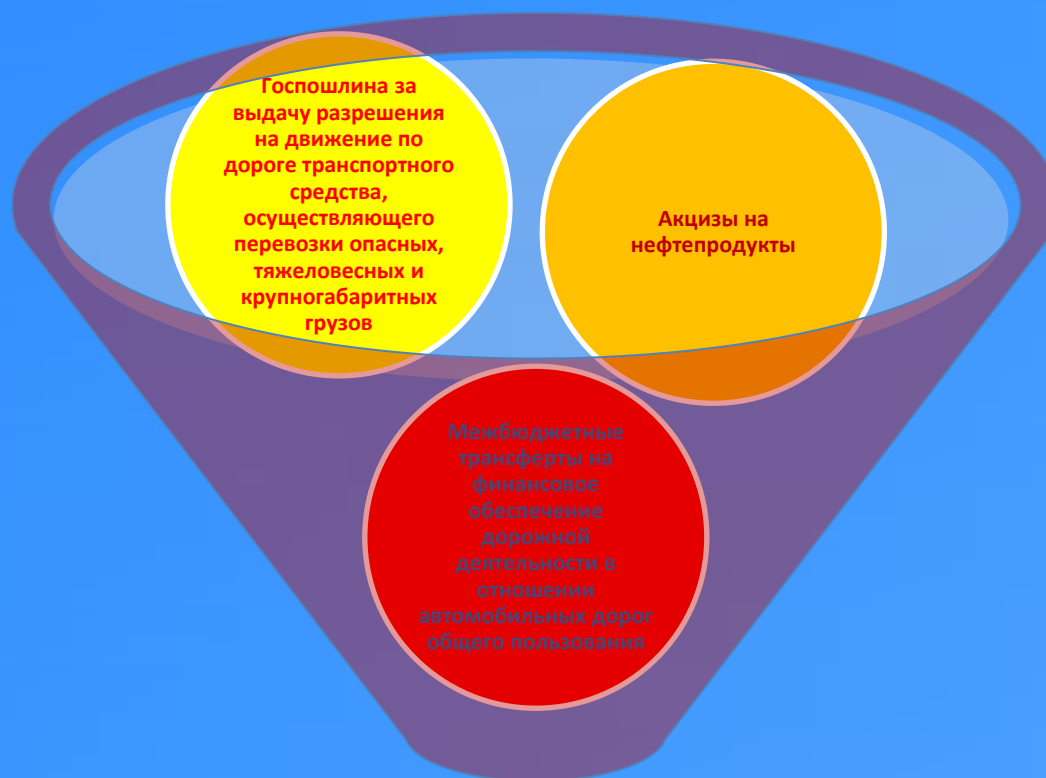 Госпошлина за
выдачу разрешения
на движение по
дороге транспортного
средства,
осуществляющего
перевозки опасных,
тяжеловесных и
крупногабаритных
грузов
Акцизы на
нефтепродукты
Межбюджетные
трансферты на
финансовое
обеспечение
дорожной
деятельности в
отношении
автомобильных дорог
общего пользования